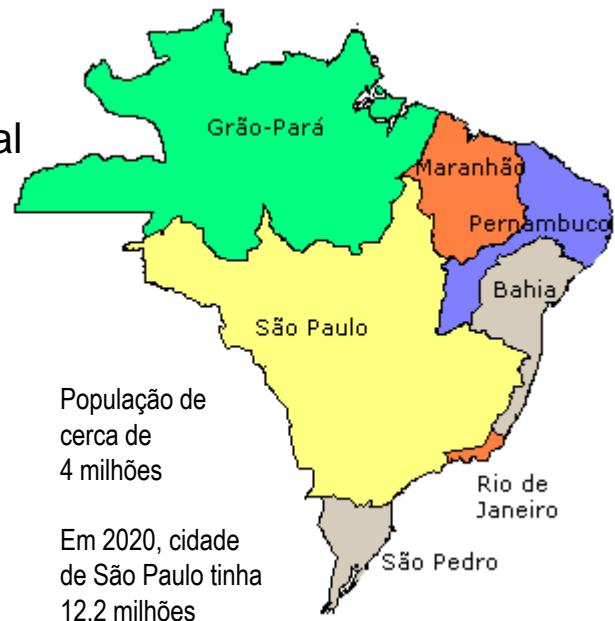 al
Grão-Pará
Maranhão
Pernambuco
Bahia
São Paulo
População de
cerca de
4 milhões
Rio de
Janeiro
Em 2020, cidade
de São Paulo tinha
12.2 milhões
São Pedro